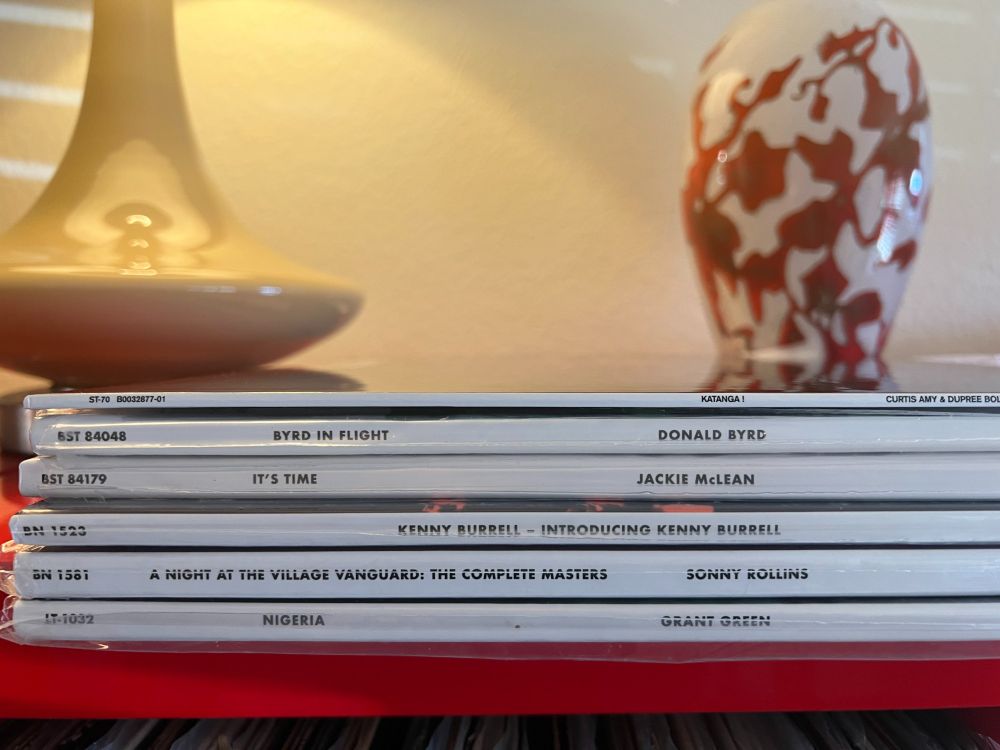 ST-70 B0032877-01 KATANGA ! CURTIS AMY & DUPREE BOL
BST 84048 BYRD IN FLIGHT DONALD BYRD
BST 84179 IT'S TIME JACKIE McLEAN
BN 1523 KENNY BURRELL – INTRODUCING KENNY BURRELL
BN 1581 A NIGHT AT THE VILLAGE VANGUARD: THE COMPLETE MASTERS SONNY ROLLINS
LT-1032 NIGERIA GRANT GREEN